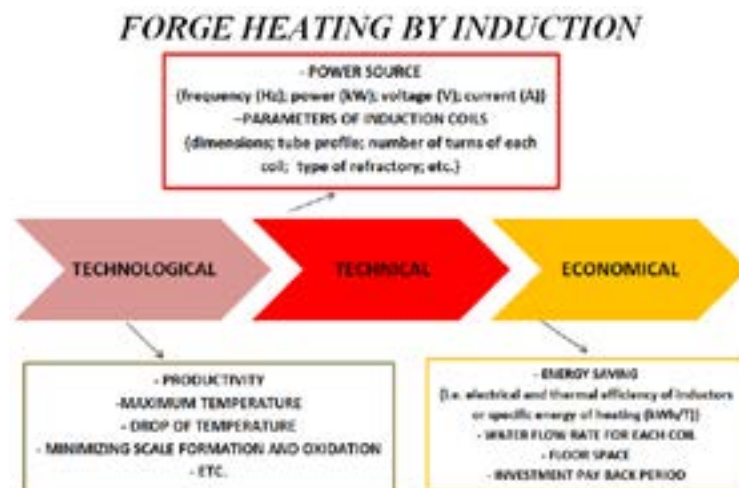 FORGE HEATING BY INDUCTION
- POWER SOURCE
(frequency (Hz); power (kW); voltage (V); current (A))
-PARAMETERS OF INDUCTION COILS
(dimensions; tube profile; number of turns of each
coil; type of refractory; etc.)
TECHNOLOGICAL
TECHNICAL
ECONOMICAL
- PRODUCTIVITY
-MAXIMUM TEMPERATURE
- DROP OF TEMPERATURE
- MINIMIZING SCALE FORMATION AND OXIDATION
- ETC.
- ENERGY SAVING
(i.e. electrical and thermal efficiency of inductors
or specific energy of heating (kWh/T))
- WATER FLOW RATE FOR EACH COIL
- FLOOR SPACE
- INVESTMENT PAY BACK PERIOD